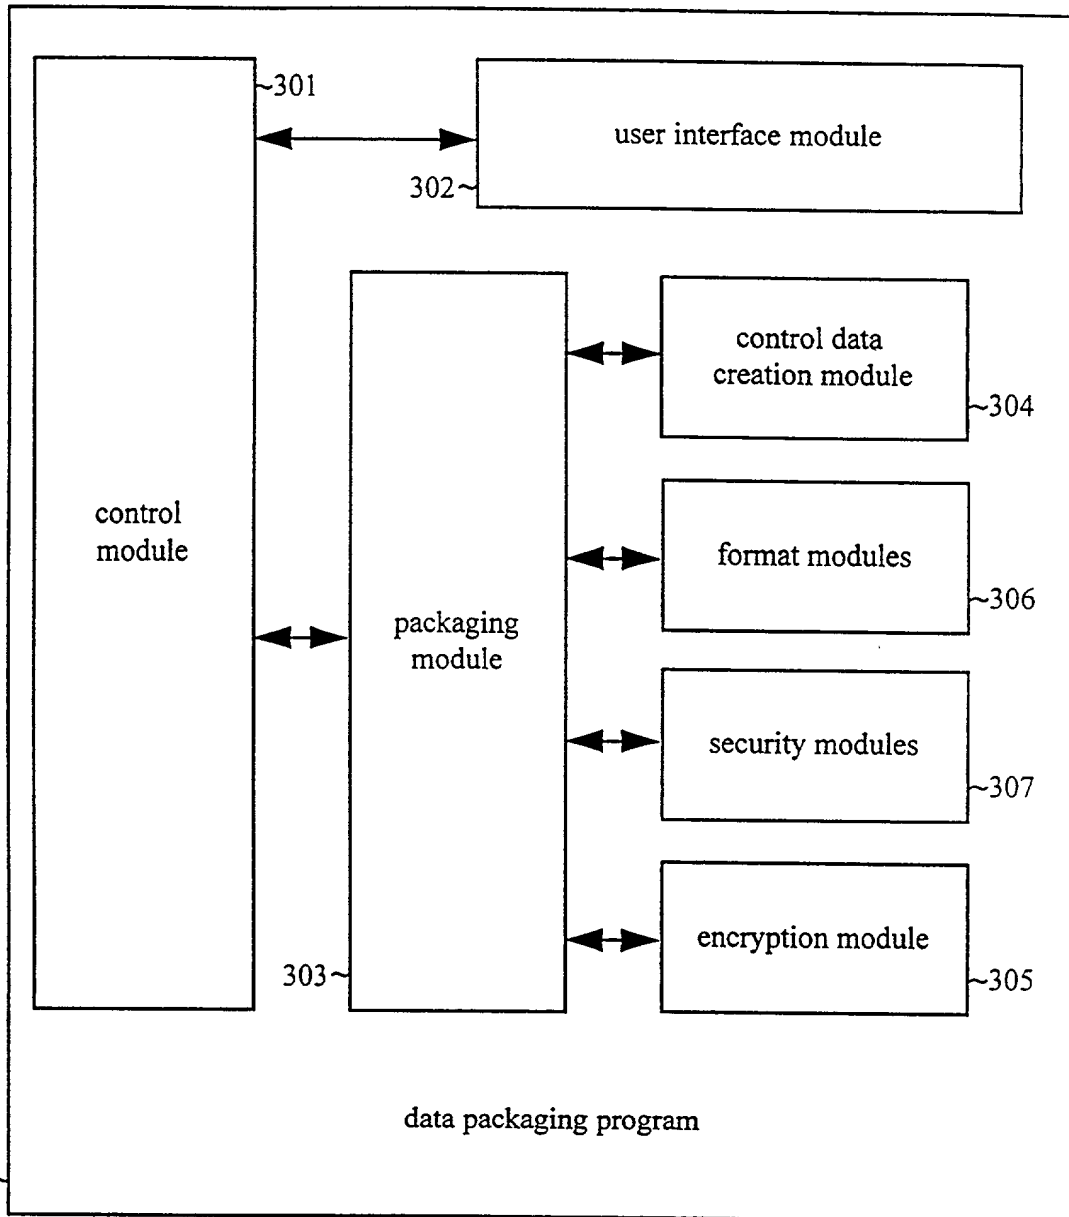 301
user interface module
302
control data
creation module
304
control
module
format modules
306
packaging
module
security modules
307
encryption module
303
305
data packaging program